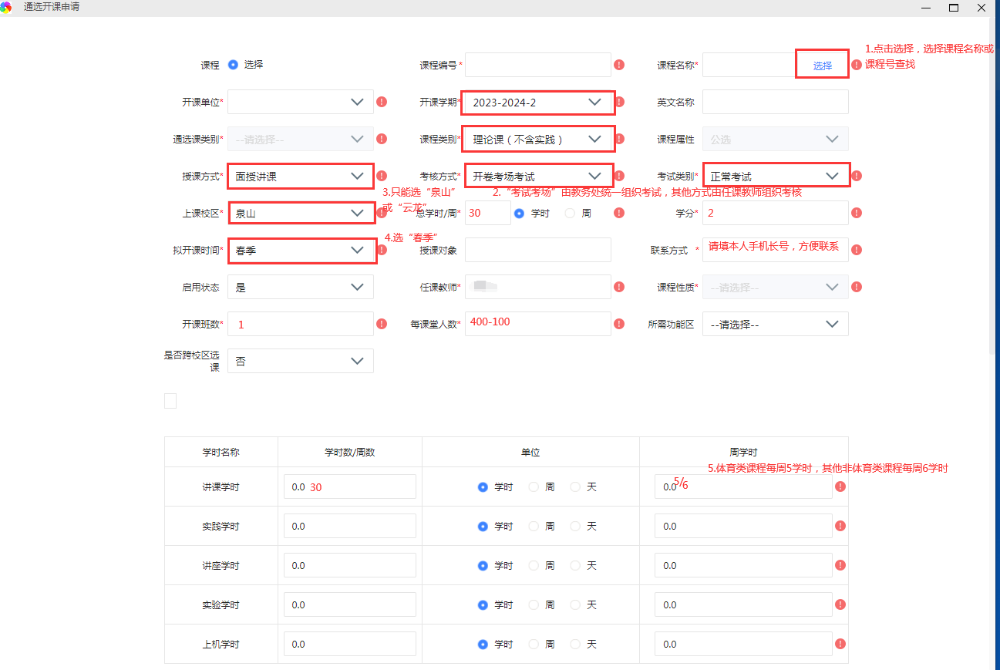 通选开课申请
课程 选择 课程编号* 课程名称* 选择
1.点击选择，选择课程名称或
课程号查找
开课单位* 开课学期* 2023-2024-2 英文名称
通选课类别* --请选择-- 课程类别* 理论课（不含实践） 课程属性 公选
授课方式* 面授讲课 考核方式* 开卷考场考试 考试类别* 正常考试
3.只能选“泉山”
或“云龙”
2.“考试考场”由教务处统一组织考试，其他方式由任课教师组织考核
上课校区* 泉山 总学时/周* 30 学时 周 学分* 2
4.选“春季”
拟开课时间* 春季 授课对象 联系方式 * 请填本人手机长号，方便联系
启用状态 是 任课教师* 课程性质* --请选择--
开课班数* 1 每课堂人数* 400-100 所需功能区 --请选择--
是否跨校区选
课 否
学时名称 学时数/周数 单位 周学时
5.体育类课程每周5学时，其他非体育类课程每周6学时
讲课学时 0.0 30 学时 周 天 0.0 5/6
实践学时 0.0 学时 周 天 0.0
讲座学时 0.0 学时 周 天 0.0
实验学时 0.0 学时 周 天 0.0
上机学时 0.0 学时 周 天 0.0